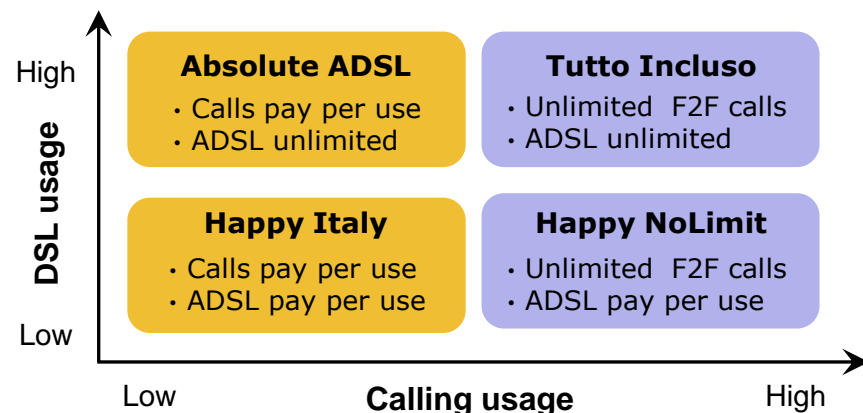 High
DSL usage
Low
Absolute ADSL
· Calls pay per use
· ADSL unlimited
Tutto Incluso
· Unlimited F2F calls
· ADSL unlimited
Happy Italy
· Calls pay per use
· ADSL pay per use
Happy NoLimit
· Unlimited F2F calls
· ADSL pay per use
Low
Calling usage
High